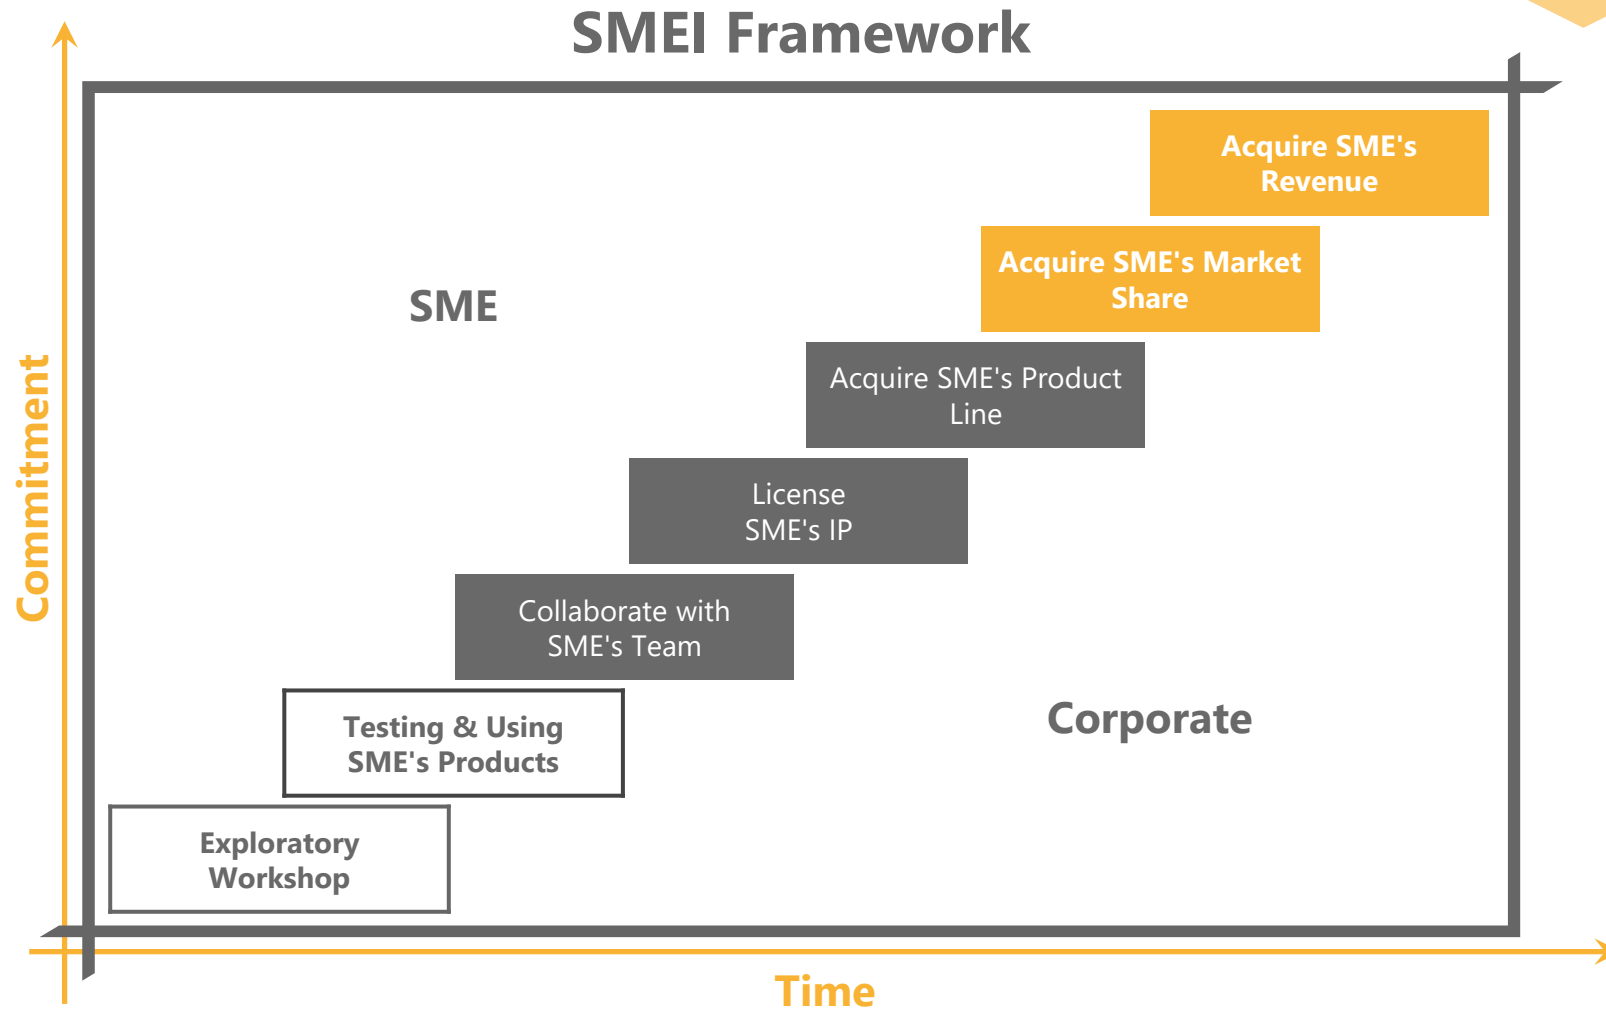 SMEI Framework
Acquire SME's
Revenue
Acquire SME's Market
Share
SME
Acquire SME's Product
Line
Commitment
License
SME's IP
Collaborate with
SME's Team
Testing & Using
SME's Products
Corporate
Exploratory
Workshop
Time